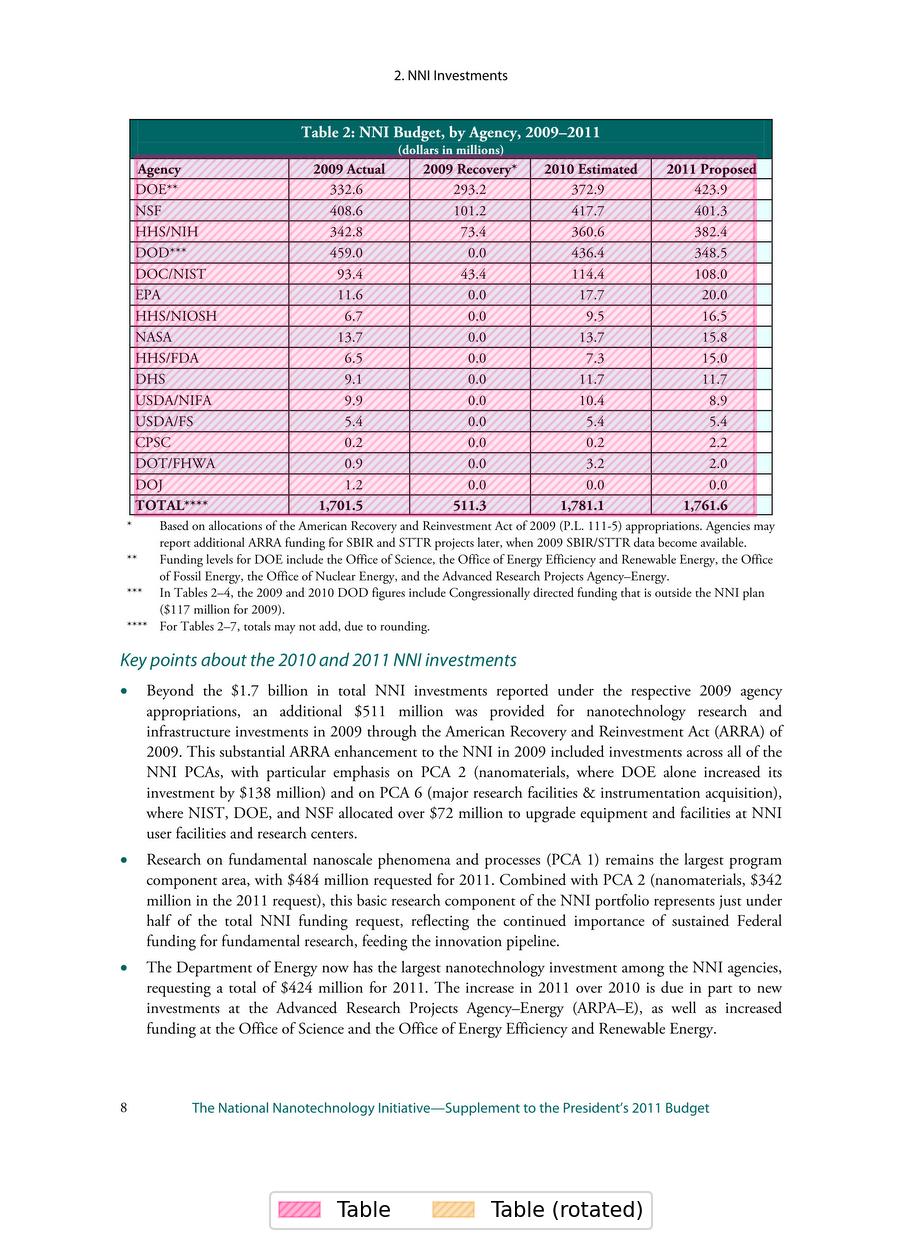 2. NNI Investments
Table 2: NNI Budget, by Agency, 2009–2011
(dollars in millions)
Agency 2009 Actual 2009 Recovery* 2010 Estimated 2011 Proposed
DOE** 332.6 293.2 372.9 423.9
NSF 408.6 101.2 417.7 401.3
HHS/NIH 342.8 73.4 360.6 382.4
DOD*** 459.0 0.0 436.4 348.5
DOC/NIST 93.4 43.4 114.4 108.0
EPA 11.6 0.0 17.7 20.0
HHS/NIOSH 6.7 0.0 9.5 16.5
NASA 13.7 0.0 13.7 15.8
HHS/FDA 6.5 0.0 7.3 15.0
DHS 9.1 0.0 11.7 11.7
USDA/NIFA 9.9 0.0 10.4 8.9
USDA/FS 5.4 0.0 5.4 5.4
CPSC 0.2 0.0 0.2 2.2
DOT/FHWA 0.9 0.0 3.2 2.0
DOJ 1.2 0.0 0.0 0.0
TOTAL**** 1,701.5 511.3 1,781.1 1,761.6
* Based on allocations of the American Recovery and Reinvestment Act of 2009 (P.L. 111-5) appropriations. Agencies may
report additional ARRA funding for SBIR and STTR projects later, when 2009 SBIR/STTR data become available.
** Funding levels for DOE include the Office of Science, the Office of Energy Efficiency and Renewable Energy, the Office
of Fossil Energy, the Office of Nuclear Energy, and the Advanced Research Projects Agency–Energy.
*** In Tables 2–4, the 2009 and 2010 DOD figures include Congressionally directed funding that is outside the NNI plan
($117 million for 2009).
**** For Tables 2–7, totals may not add, due to rounding.
Key points about the 2010 and 2011 NNI investments
• Beyond the $1.7 billion in total NNI investments reported under the respective 2009 agency
appropriations, an additional $511 million was provided for nanotechnology research and
infrastructure investments in 2009 through the American Recovery and Reinvestment Act (ARRA) of
2009. This substantial ARRA enhancement to the NNI in 2009 included investments across all of the
NNI PCAs, with particular emphasis on PCA 2 (nanomaterials, where DOE alone increased its
investment by $138 million) and on PCA 6 (major research facilities & instrumentation acquisition),
where NIST, DOE, and NSF allocated over $72 million to upgrade equipment and facilities at NNI
user facilities and research centers.
• Research on fundamental nanoscale phenomena and processes (PCA 1) remains the largest program
component area, with $484 million requested for 2011. Combined with PCA 2 (nanomaterials, $342
million in the 2011 request), this basic research component of the NNI portfolio represents just under
half of the total NNI funding request, reflecting the continued importance of sustained Federal
funding for fundamental research, feeding the innovation pipeline.
• The Department of Energy now has the largest nanotechnology investment among the NNI agencies,
requesting a total of $424 million for 2011. The increase in 2011 over 2010 is due in part to new
investments at the Advanced Research Projects Agency–Energy (ARPA–E), as well as increased
funding at the Office of Science and the Office of Energy Efficiency and Renewable Energy.
8 The National Nanotechnology Initiative—Supplement to the President's 2011 Budget
Table Table (rotated)